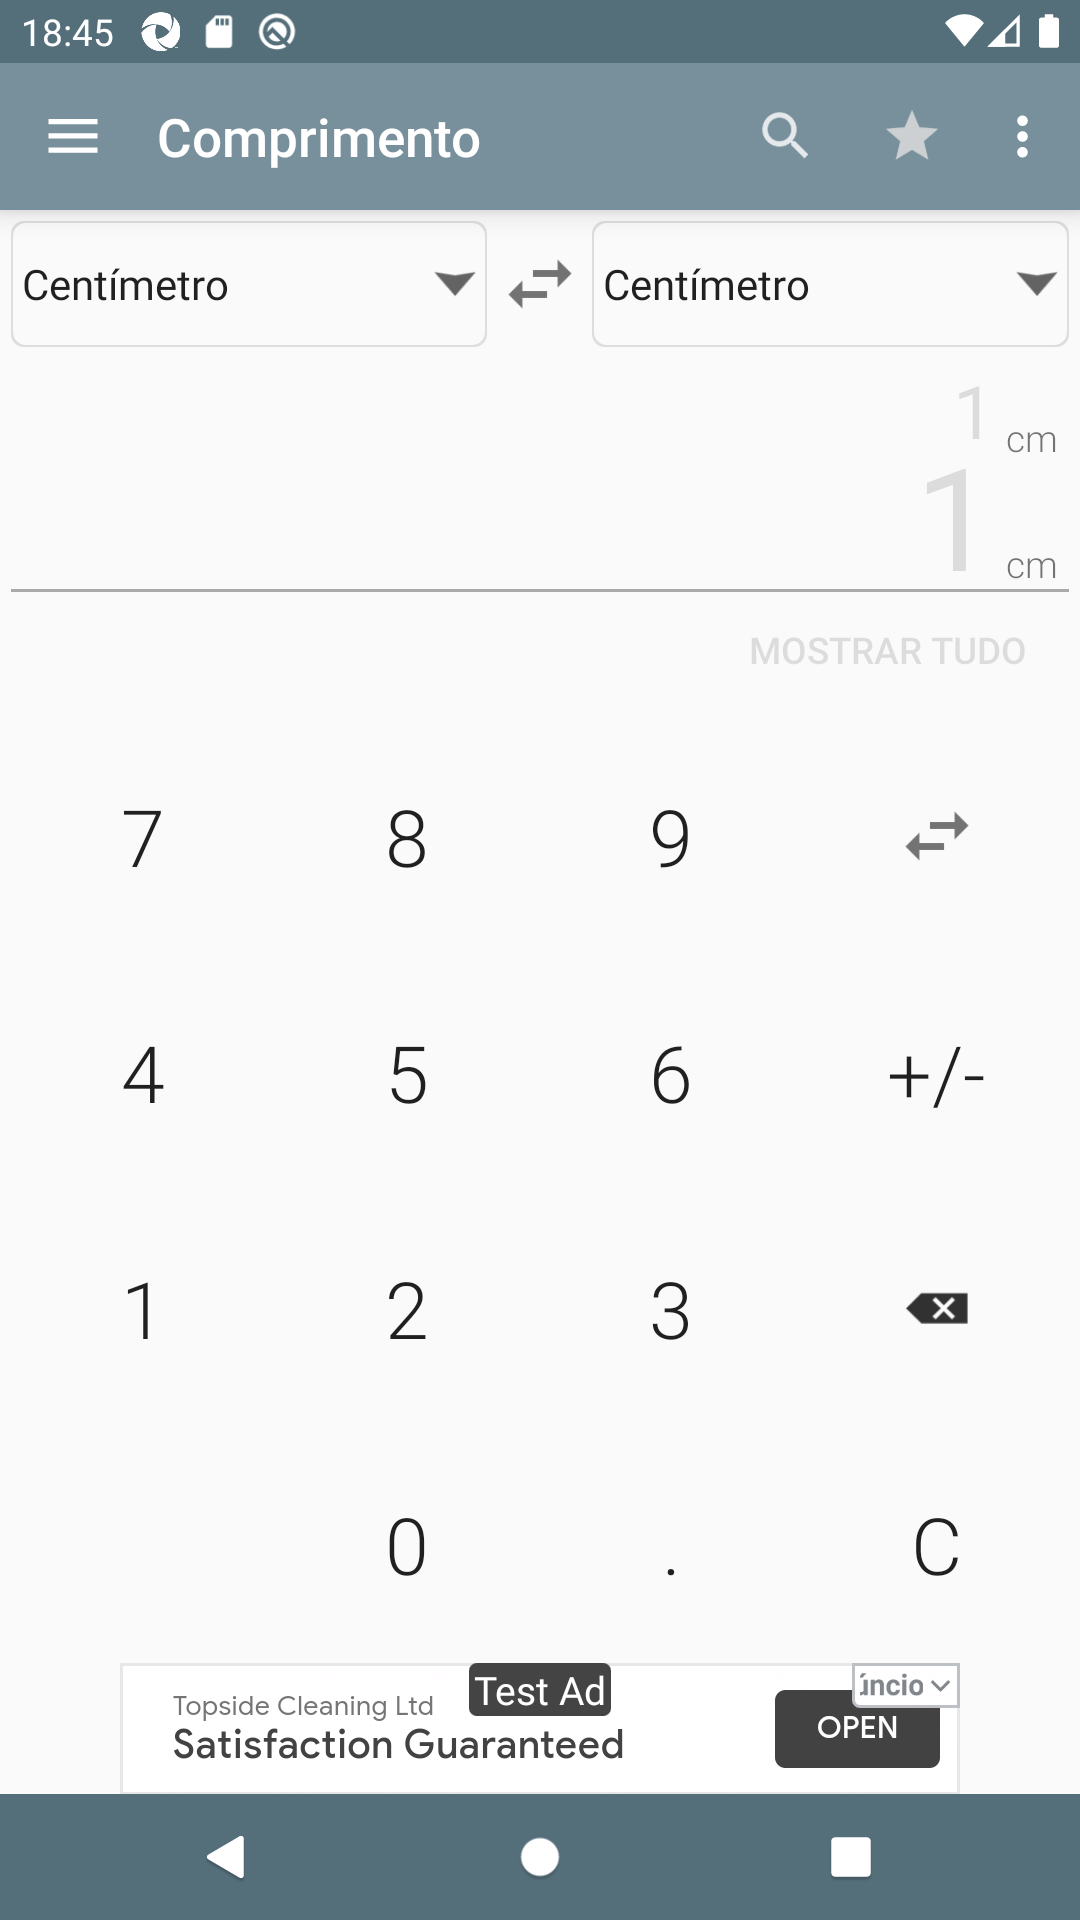 18:45
Comprimento
Centímetro Centímetro
1 cm
1 cm
MOSTRAR TUDO
7 8 9
4 5 6 +/-
1 2 3
0 . C
Test Ad
Topside Cleaning Ltd
Satisfaction Guaranteed
OPEN